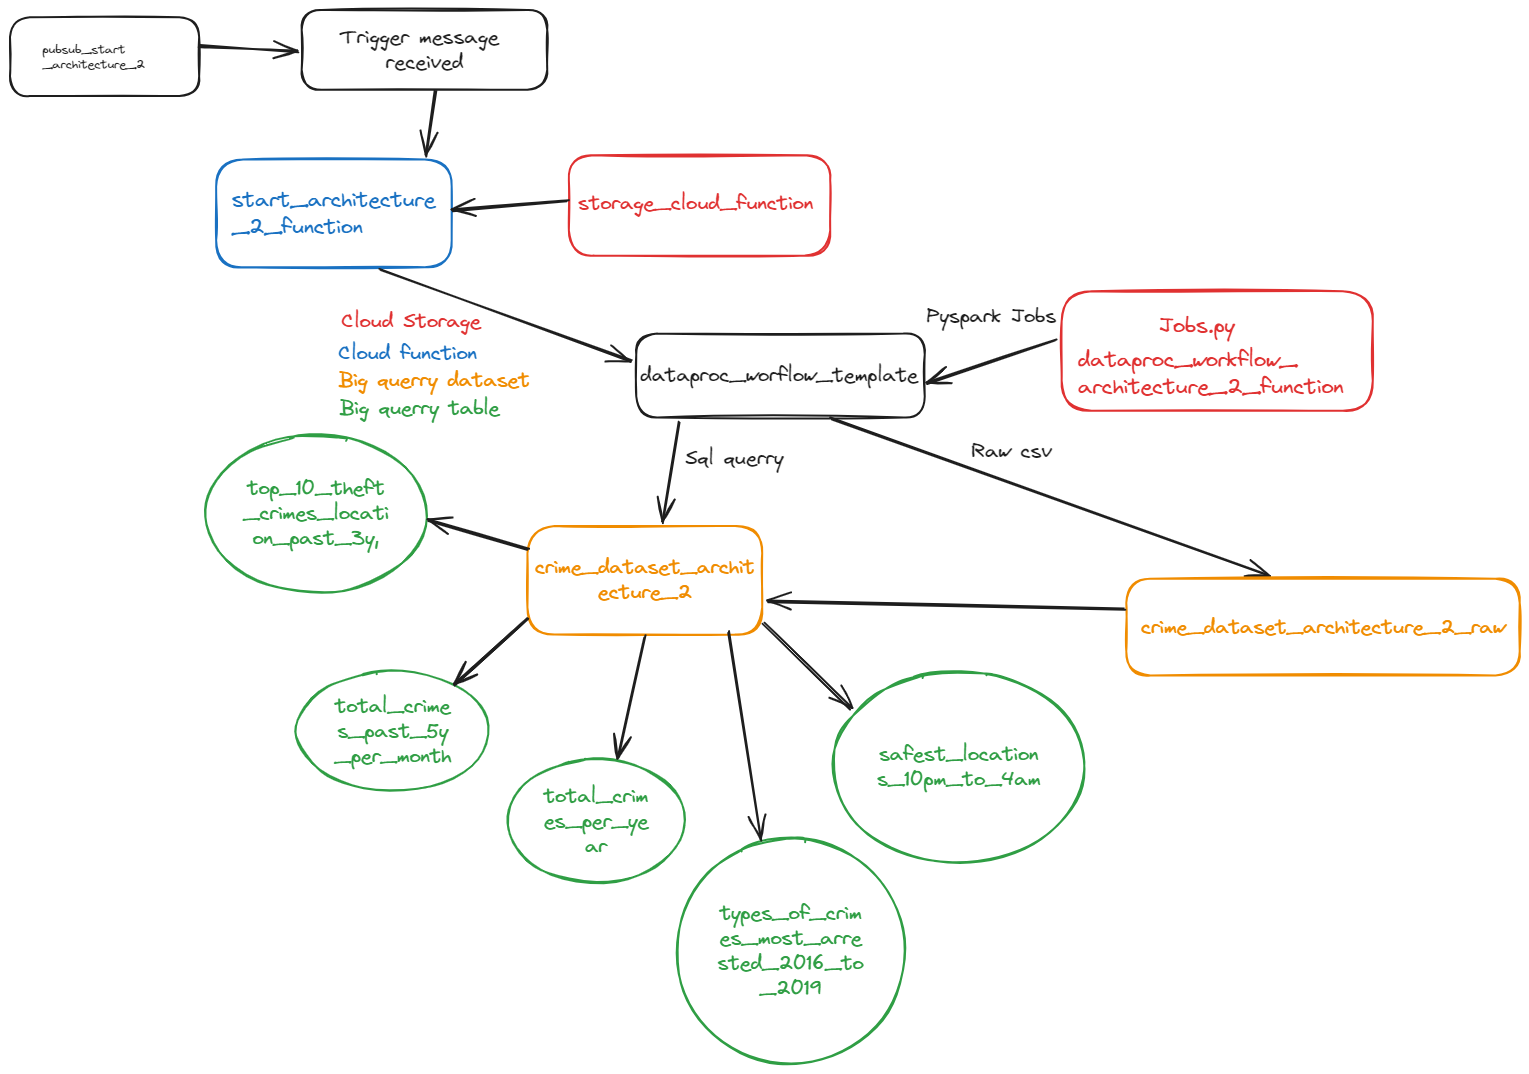 pubsub_start
_architecture_2
Trigger message
received
start_architecture
_2_function
storage_cloud_function
Cloud Storage
Cloud function
Big querry dataset
Big querry table
Pyspark Jobs
Jobs.py
dataproc_workflow_
architecture_2_function
dataproc_worflow_template
Sql querry
Raw csv
top_10_theft
_crimes_locati
on_past_3y,
crime_dataset_archit
ecture_2
crime_dataset_architecture_2_raw
total_crime
s_past_5y
_per_month
total_crim
es_per_ye
ar
safest_location
s_10pm_to_4am
types_of_crim
es_most_arre
sted_2016_to
_2019